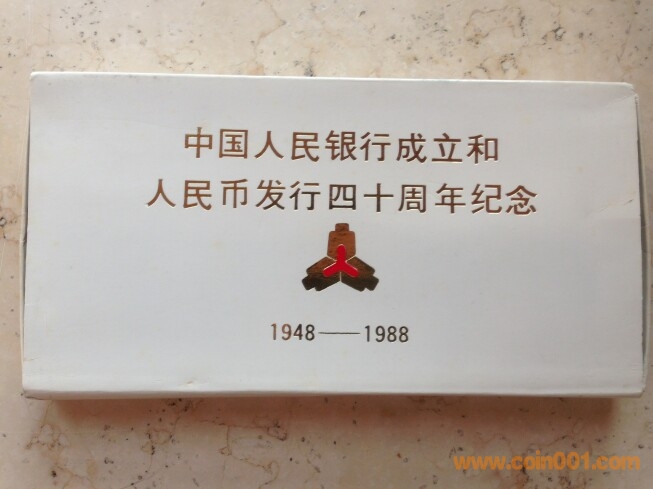 中国人民银行成立和
人民币发行四十周年纪念
1948——1988
www.coin001.com